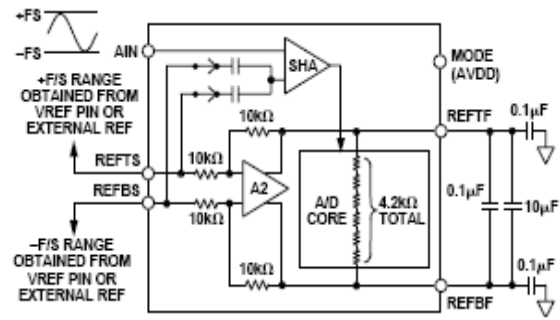 +FS
–FS
AIN
+F/S RANGE
OBTAINED FROM
VREF PIN OR
EXTERNAL REF
REFTS
REFBS
–F/S RANGE
OBTAINED FROM
VREF PIN OR
EXTERNAL REF
SHA
10kΩ
10kΩ
A2
10kΩ
10kΩ
A/D
CORE
4.2kΩ
TOTAL
MODE
(AVDD)
REFTF
0.1µF
0.1µF
10µF
0.1µF
REFBF